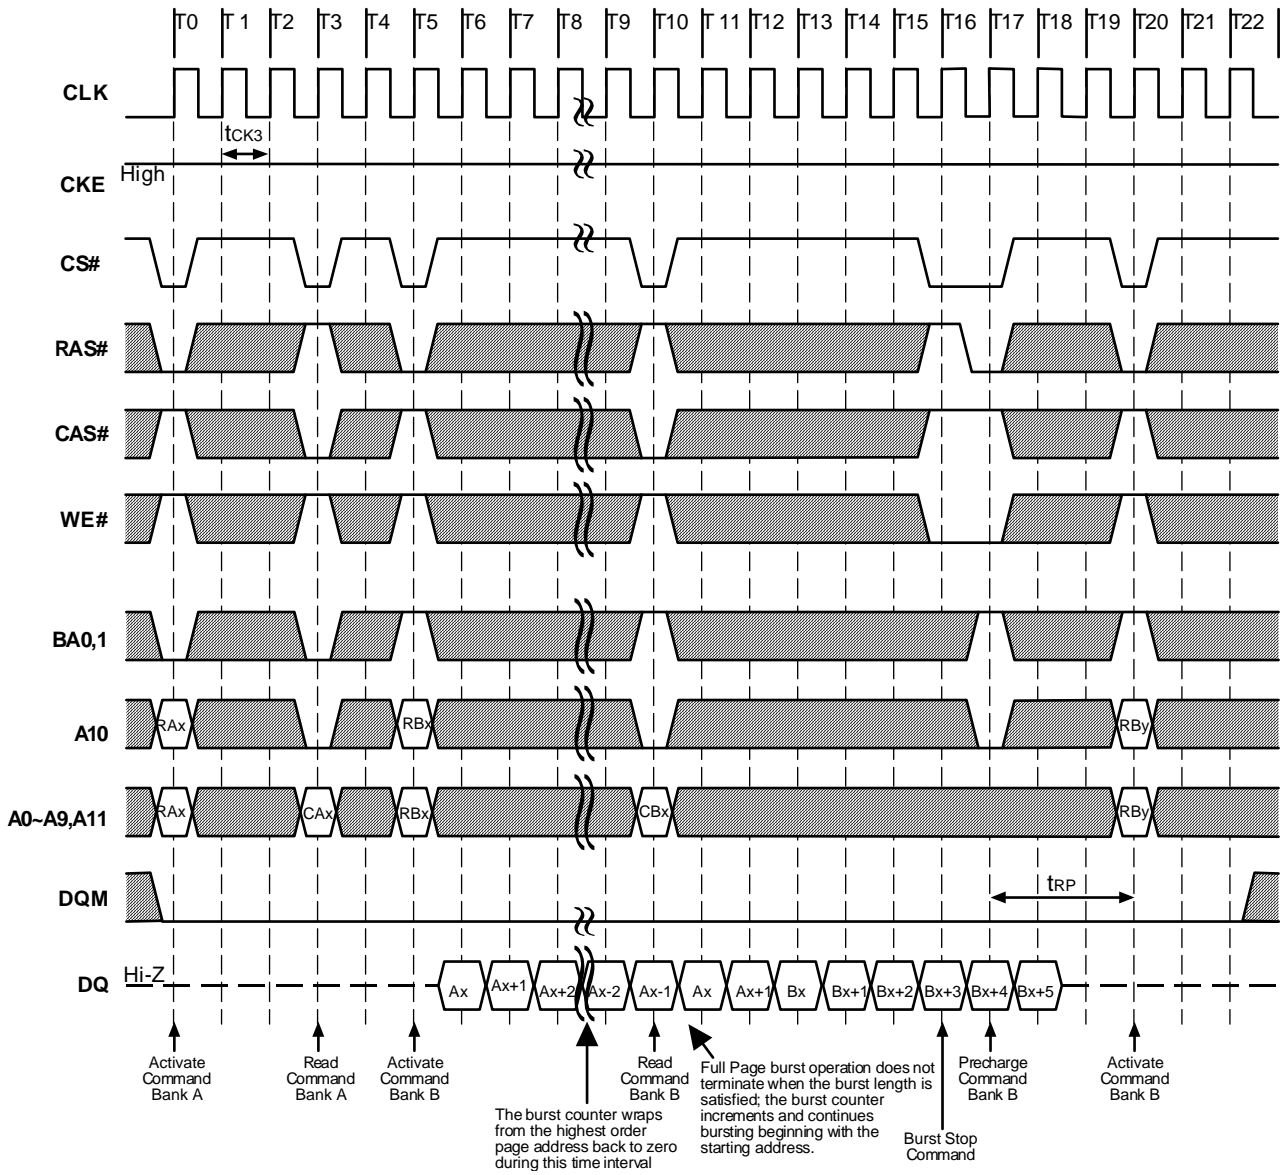 T0 T 1 T2 T3 T4 T5 T6 T7 T8 T9 T10 T 11 T12 T13 T14 T15 T16 T17 T18 T19 T20 T21 T22
CLK
tCK3
High
CKE
CS#
RAS#
CAS#
WE#
BA0,1
A10 RAx RBx RBy
A0~A9,A11 RAx CAx RBx CBx RBy
DQM
tRP
DQ Hi-Z Ax Ax+1 Ax+2 Ax-2 Ax-1 Ax Ax+1 Bx Bx+1 Bx+2 Bx+3 Bx+4 Bx+5
Activate
Command
Bank A
Read
Command
Bank A
Activate
Command
Bank B
The burst counter wraps
from the highest order
page address back to zero
during this time interval
Read
Command
Bank B
Full Page burst operation does not
terminate when the burst length is
satisfied; the burst counter
increments and continues
bursting beginning with the
starting address.
Burst Stop
Command
Precharge
Command
Bank B
Activate
Command
Bank B